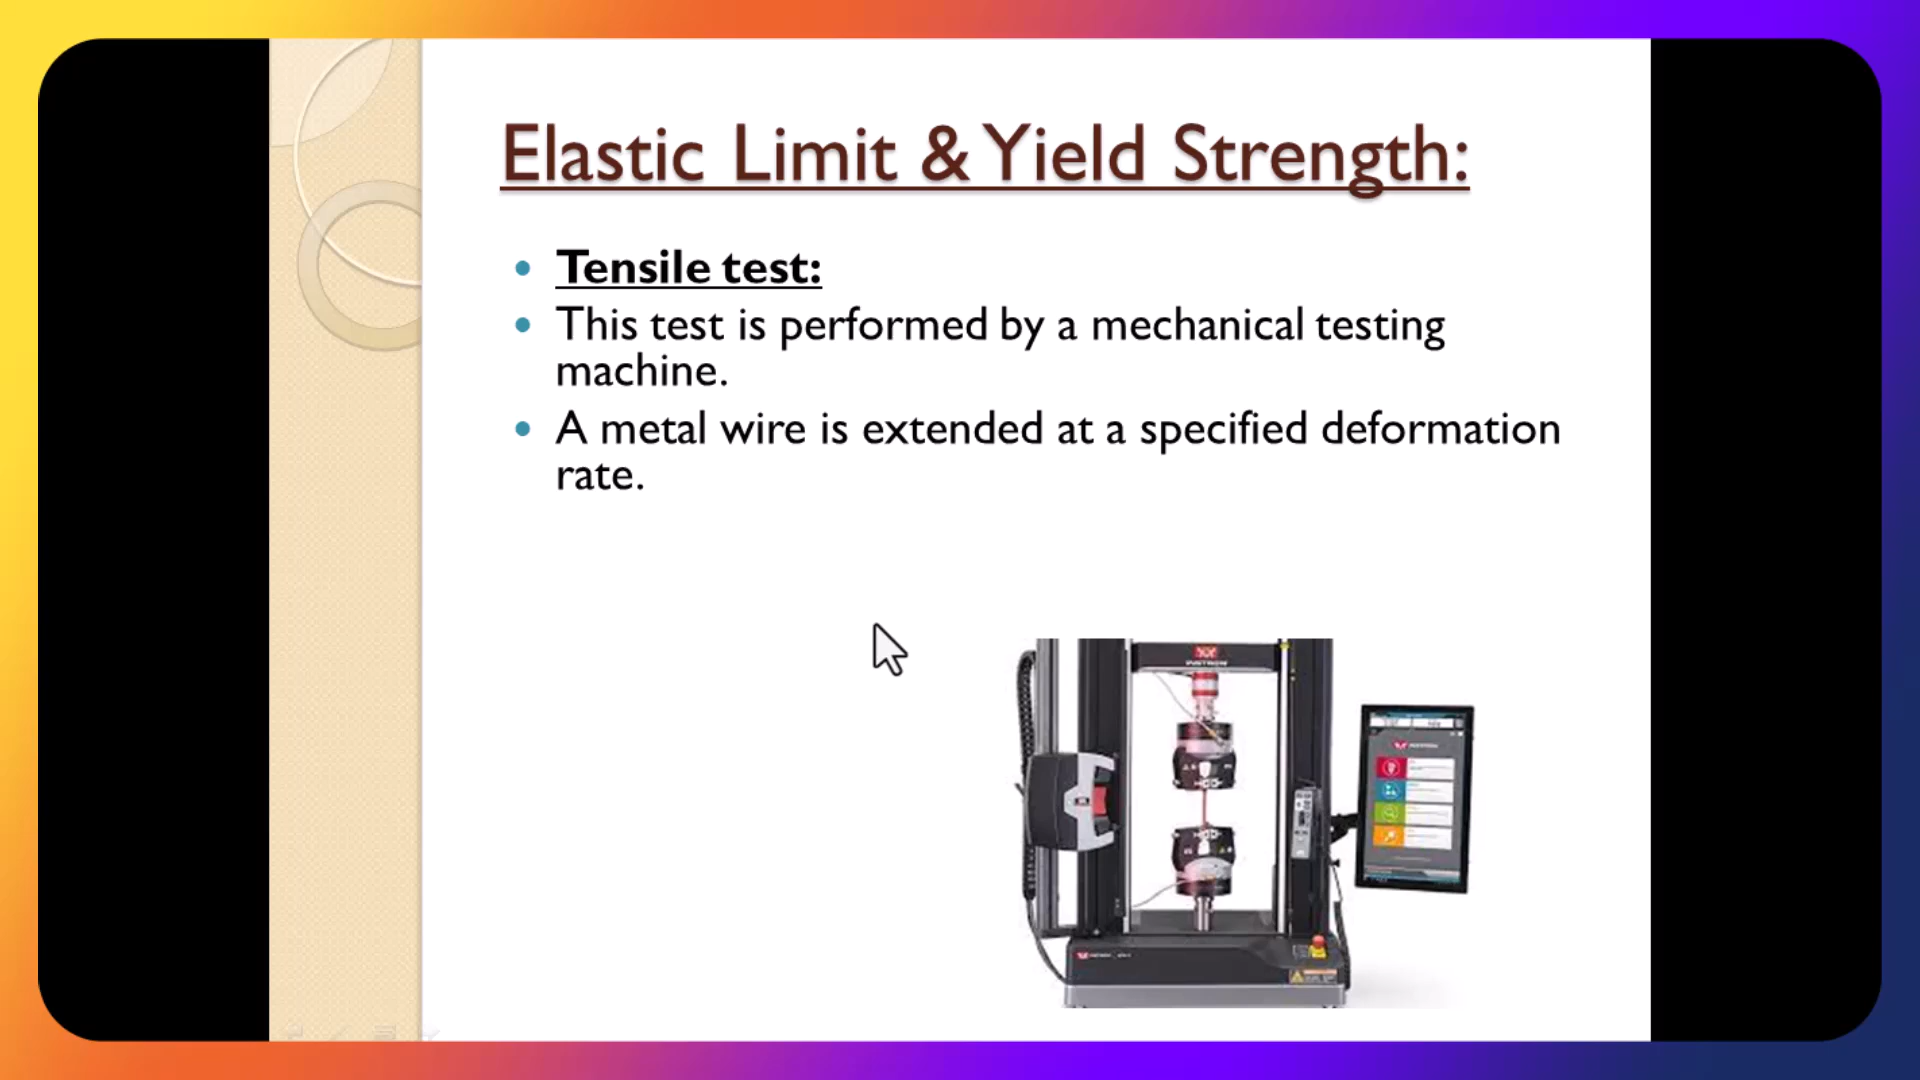 Elastic Limit & Yield Strength:
Tensile test:
This test is performed by a mechanical testing
machine.
A metal wire is extended at a specified deformation
rate.
INSTRON